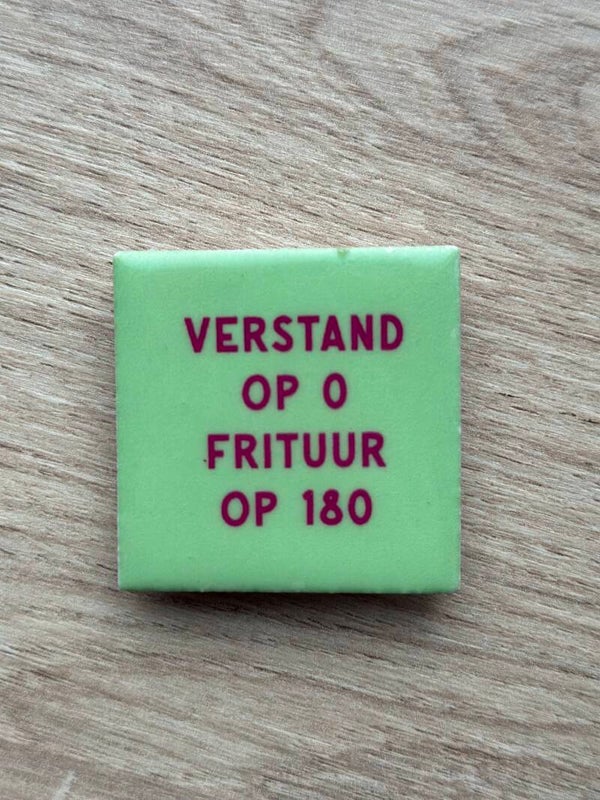 VERSTAND
OP 0
FRITUUR
OP 180